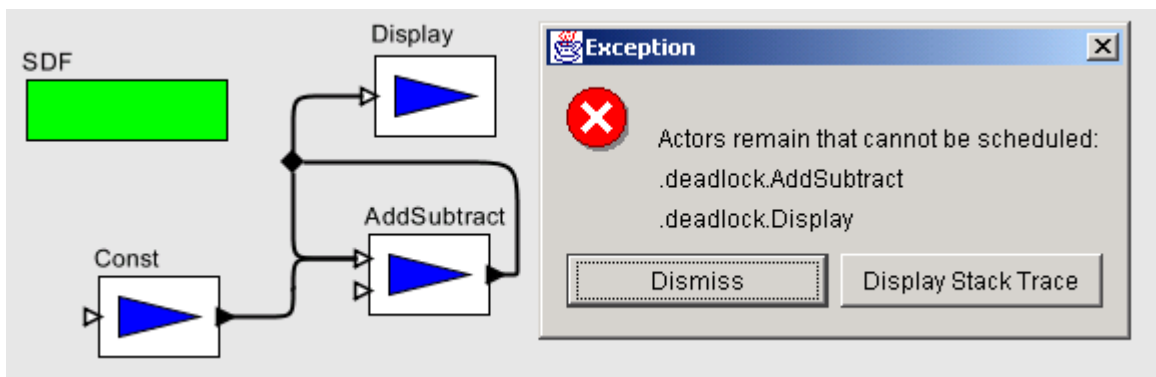 SDF
Display
AddSubtract
Const
Exception
Actors remain that cannot be scheduled:
.deadlock.AddSubtract
.deadlock.Display
Dismiss
Display Stack Trace